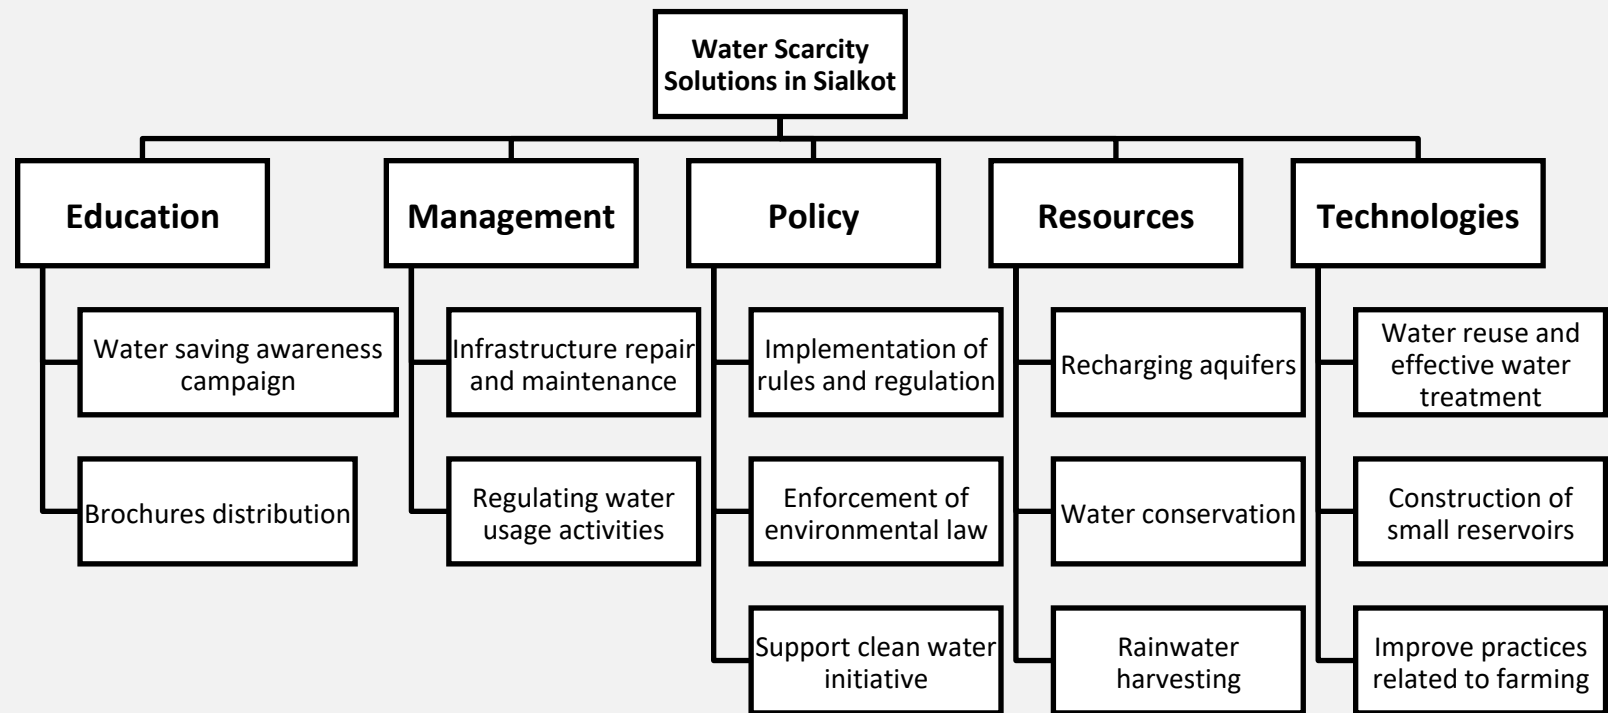 Water Scarcity
Solutions in Sialkot
Education
Management
Policy
Resources
Technologies
Water saving awareness
campaign
Brochures distribution
Infrastructure repair
and maintenance
Regulating water
usage activities
Implementation of
rules and regulation
Enforcement of
environmental law
Support clean water
initiative
Recharging aquifers
Water conservation
Rainwater
harvesting
Water reuse and
effective water
treatment
Construction of
small reservoirs
Improve practices
related to farming